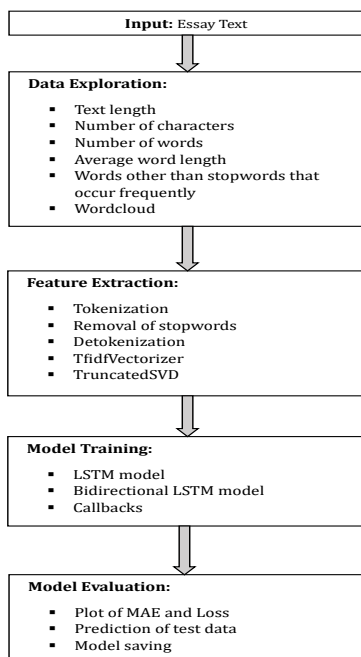 Input: Essay Text
Data Exploration:
▪ Text length
▪ Number of characters
▪ Number of words
▪ Average word length
▪ Words other than stopwords that
occur frequently
▪ Wordcloud
Feature Extraction:
▪ Tokenization
▪ Removal of stopwords
▪ Detokenization
▪ TfidfVectorizer
▪ TruncatedSVD
Model Training:
▪ LSTM model
▪ Bidirectional LSTM model
▪ Callbacks
Model Evaluation:
▪ Plot of MAE and Loss
▪ Prediction of test data
▪ Model saving